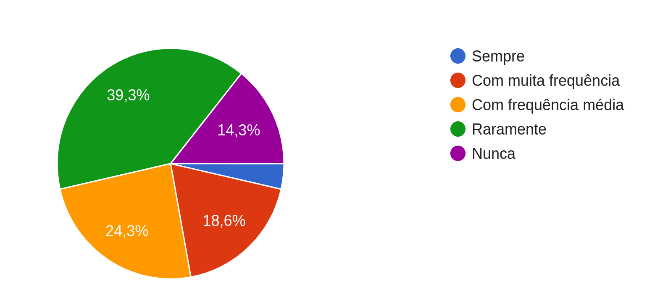 39,3%
14,3%
24,3%
18,6%
Sempre
Com muita frequência
Com frequência média
Raramente
Nunca